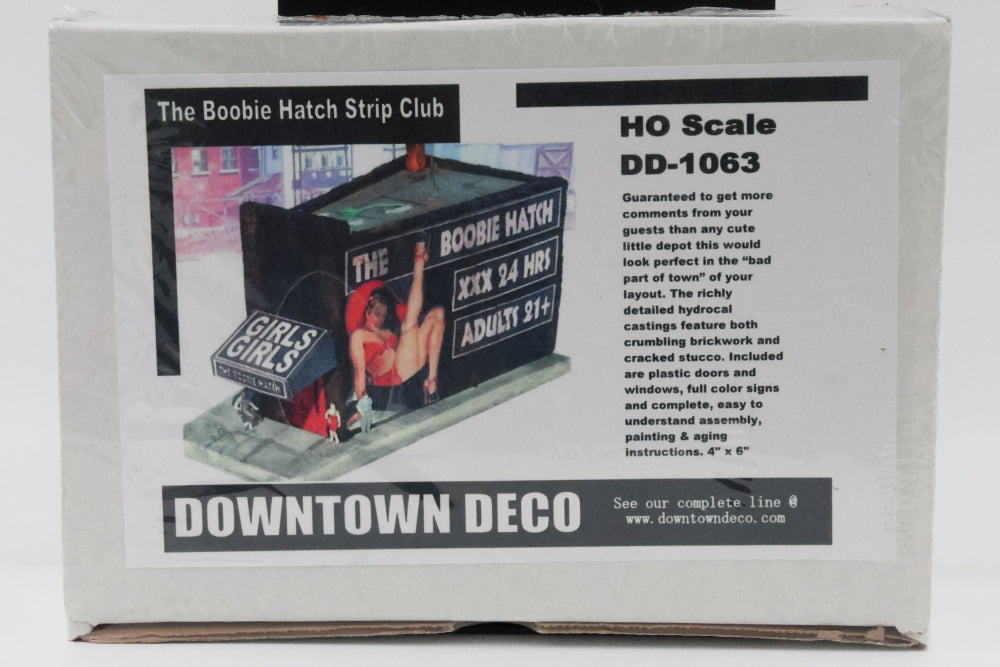 The Boobie Hatch Strip Club
THE
BOOBIE HATCH
XXX 24 HRS
ADULTS 21+
GIRLS
GIRLS
THE BOOBIE HATCH
HO Scale
DD-1063
Guaranteed to get more
comments from your
guests than any cute
little depot this would
look perfect in the “bad
part of town” of your
layout. The richly
detailed hydrocal
castings feature both
crumbling brickwork and
cracked stucco. Included
are plastic doors and
windows, full color signs
and complete, easy to
understand assembly,
painting & aging
instructions. 4" x 6"
DOWNTOWN DECO
See our complete line @
www.downtowndeco.com